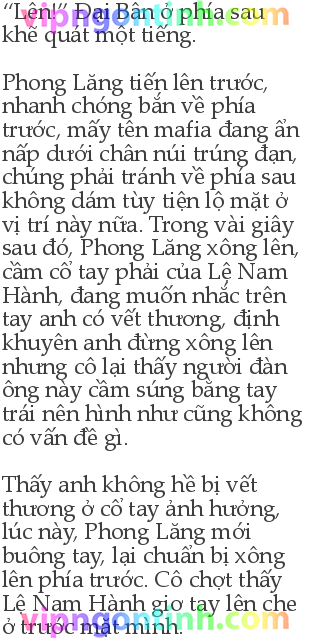 “Lên!” Đại Bân ở phía sau
khẽ quát một tiếng.
Phong Lăng tiến lên trước,
nhanh chóng bắn về phía
trước, mấy tên mafia đang ẩn
nấp dưới chân núi trúng đạn,
chúng phải tránh về phía sau
không dám tùy tiện lộ mặt ở
vị trí này nữa. Trong vài giây
sau đó, Phong Lăng xông lên,
cầm cổ tay phải của Lệ Nam
Hành, đang muốn nhắc trên
tay anh có vết thương, định
khuyên anh đừng xông lên
nhưng cô lại thấy người đàn
ông này cầm súng bằng tay
trái nên hình như cũng không
có vấn đề gì.
Thấy anh không hề bị vết
thương ở cổ tay ảnh hưởng,
lúc này, Phong Lăng mới
buông tay, lại chuẩn bị xông
lên phía trước. Cô chợt thấy
Lệ Nam Hành giơ tay lên che
ở trước mặt mình.
vipngontinh.com
vipngontinh.com